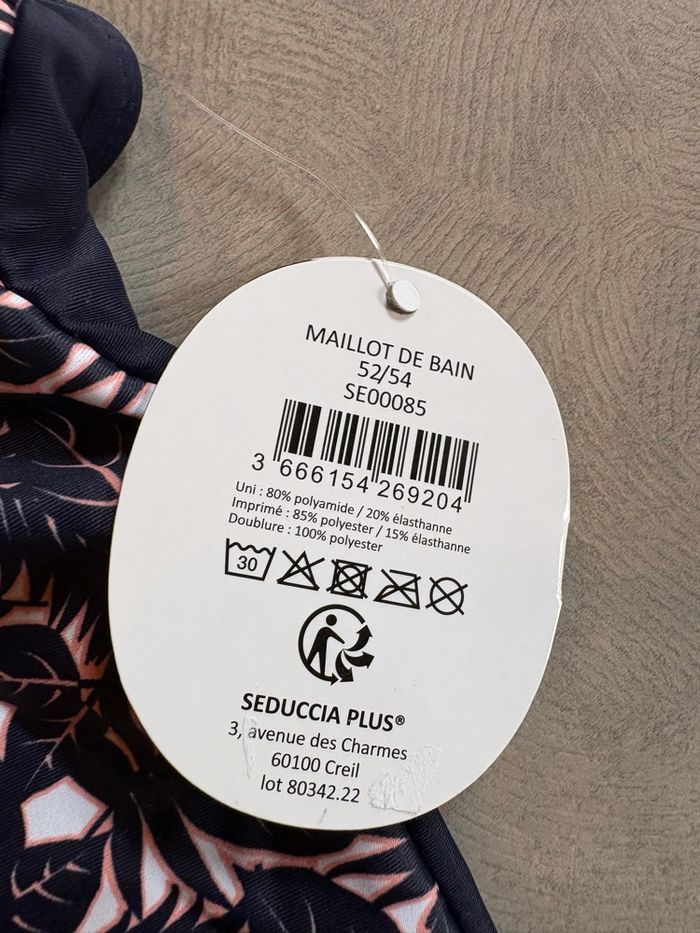 MAILLOT DE BAIN
52/54
SE00085
3 666154 269204
Uni : 80% polyamide / 20% élasthanne
Imprimé : 85% polyester / 15% élasthanne
Doublure : 100% polyester
30
SEDUCCIA PLUS®
3, avenue des Charmes
60100 Creil
lot 80342.22